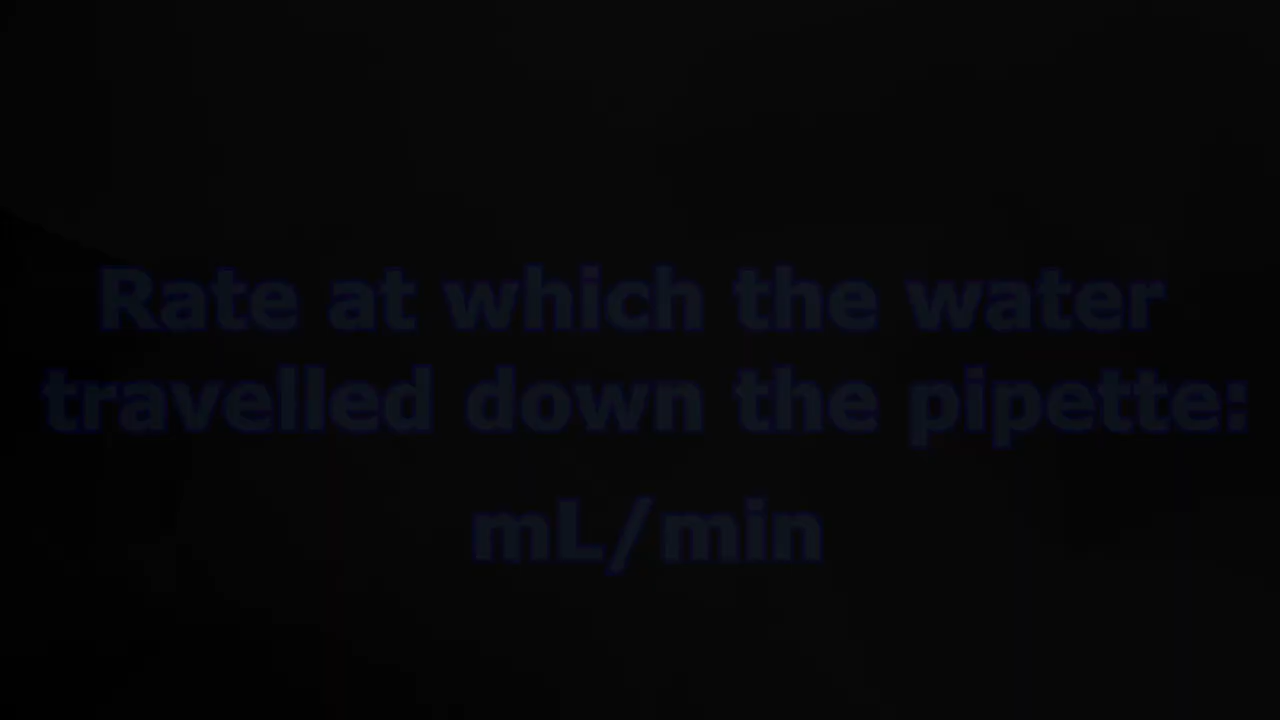 Rate at which the water
travelled down the pipette:
mL/min